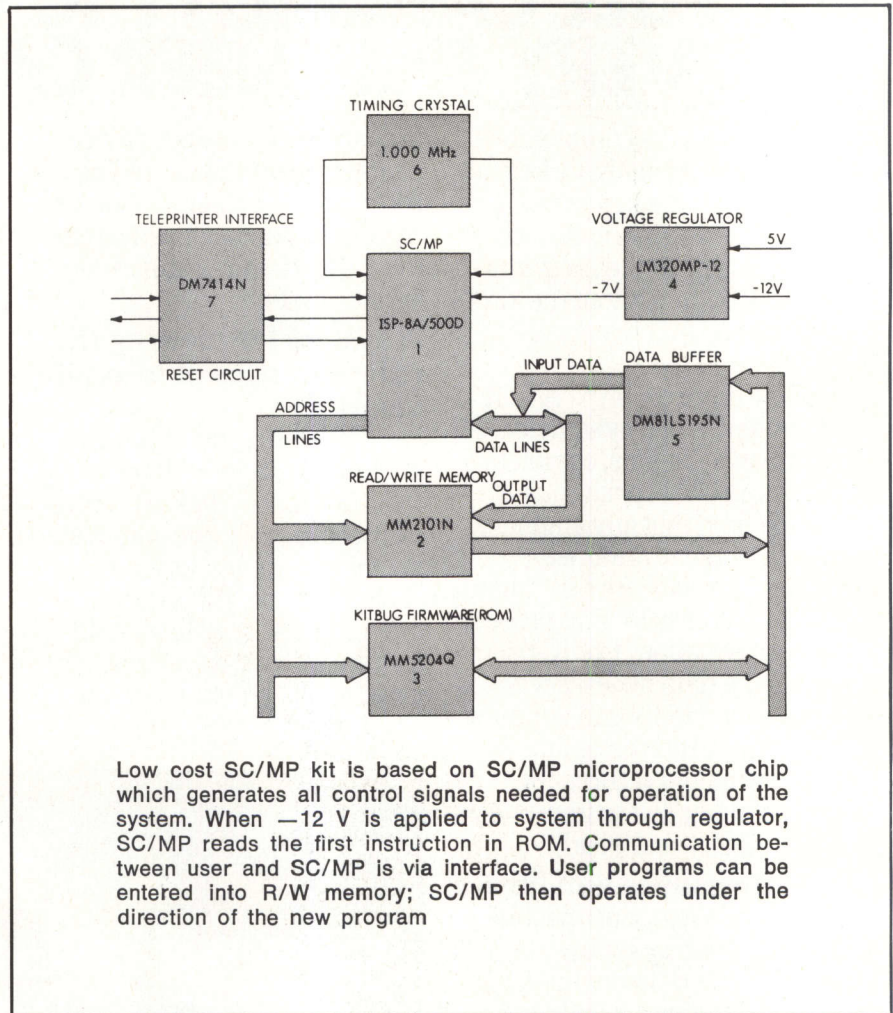 TIMING CRYSTAL
1.000 MHz
6
TELEPRINTER INTERFACE
DM7414N
7
RESET CIRCUIT
SC/MP
ISP-8A/500D
1
VOLTAGE REGULATOR
LM320MP-12
4
5V
-12V
-7V
INPUT DATA
DATA BUFFER
DM81LS195N
5
ADDRESS
LINES
DATA LINES
READ/WRITE MEMORY
OUTPUT
DATA
MM2101N
2
KITBUG FIRMWARE(ROM)
MM5204Q
3
Low cost SC/MP kit is based on SC/MP microprocessor chip
which generates all control signals needed for operation of the
system. When —12 V is applied to system through regulator,
SC/MP reads the first instruction in ROM. Communication be-
tween user and SC/MP is via interface. User programs can be
entered into R/W memory; SC/MP then operates under the
direction of the new program